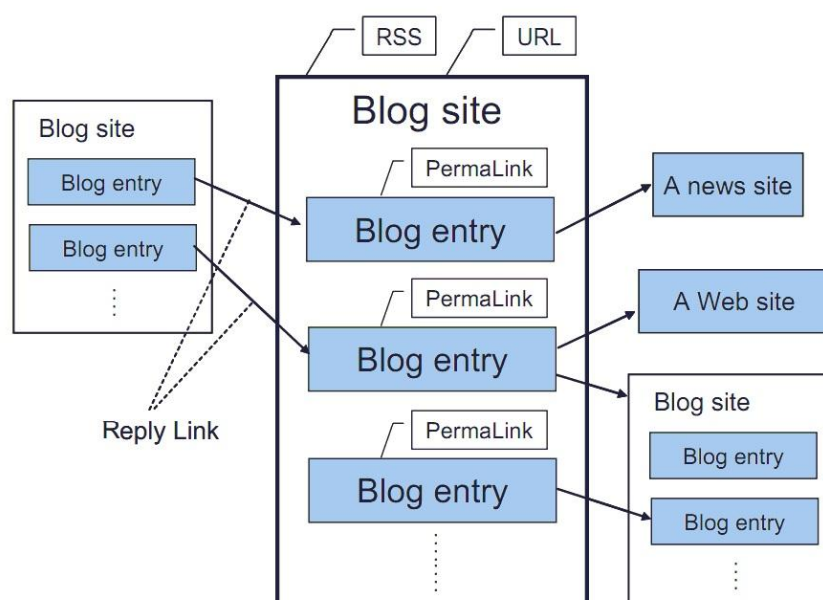 RSS
URL
Blog site
Blog entry
Blog entry
Reply Link
Blog site
PermaLink
Blog entry
PermaLink
Blog entry
PermaLink
Blog entry
A news site
A Web site
Blog site
Blog entry
Blog entry